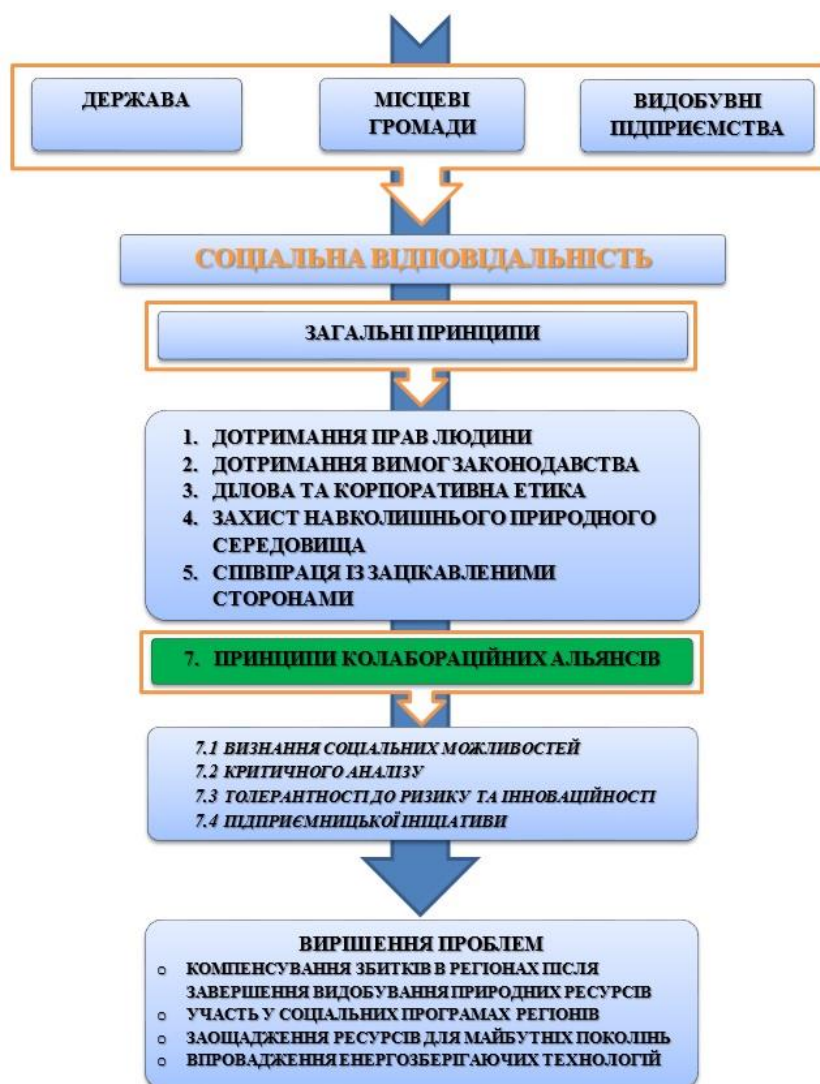 ДЕРЖАВА
МІСЦЕВІ
ГРОМАДИ
ВИДОБУВНІ
ПІДПРИЄМСТВА
СОЦІАЛЬНА ВІДПОВІДАЛЬНІСТЬ
ЗАГАЛЬНІ ПРИНЦИПИ
1. ДОТРИМАННЯ ПРАВ ЛЮДИНИ
2. ДОТРИМАННЯ ВИМОГ ЗАКОНОДАВСТВА
3. ДІЛОВА ТА КОРПОРАТИВНА ЕТИКА
4. ЗАХИСТ НАВКОЛИШНЬОГО ПРИРОДНОГО
СЕРЕДОВИЩА
5. СПІВПРАЦЯ ІЗ ЗАЦІКАВЛЕНИМИ
СТОРОНАМИ
7. ПРИНЦИПИ КОЛАБОРАЦІЙНИХ АЛЬЯНСІВ
7.1 ВИЗНАННЯ СОЦІАЛЬНИХ МОЖЛИВОСТЕЙ
7.2 КРИТИЧНОГО АНАЛІЗУ
7.3 ТОЛЕРАНТНОСТІ ДО РИЗИКУ ТА ІННОВАЦІЙНОСТІ
7.4 ПІДПРИЄМНИЦЬКОЇ ІНІЦІАТИВИ
ВИРІШЕННЯ ПРОБЛЕМ
o КОМПЕНСУВАННЯ ЗБИТКІВ В РЕГІОНАХ ПІСЛЯ
ЗАВЕРШЕННЯ ВИДОБУВАННЯ ПРИРОДНИХ РЕСУРСІВ
o УЧАСТЬ У СОЦІАЛЬНИХ ПРОГРАМАХ РЕГІОНІВ
o ЗАОЩАДЖЕННЯ РЕСУРСІВ ДЛЯ МАЙБУТНІХ ПОКОЛІНЬ
o ВПРОВАДЖЕННЯ ЕНЕРГОЗБЕРІГАЮЧИХ ТЕХНОЛОГІЙ